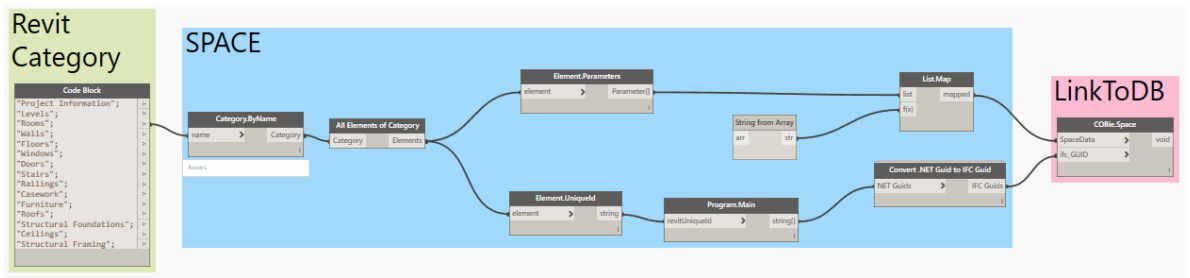 Revit
Category
Code Block
"Project Information"; >
"Levels"; >
"Rooms"; >
"Walls"; >
"Floors"; >
"Windows"; >
"Doors"; >
"Stairs"; >
"Railings"; >
"Casework"; >
"Furniture"; >
"Roofs"; >
"Structural Foundations"; >
"Ceilings"; >
"Structural Framing"; >
SPACE
Category.ByName
name > Category
Rooms
All Elements of Category
Category Elements
Element.Parameters
element > Parameter[]
Element.UniqueId
element > string
String from Array
arr str
Program.Main
revitUniqueId > string[]
List.Map
list mapped
f(x)
Convert .NET Guid to IFC Guid
NET Guids > IFC Guids
LinkToDB
COBie.Space
SpaceData > void
ifc_GUID >